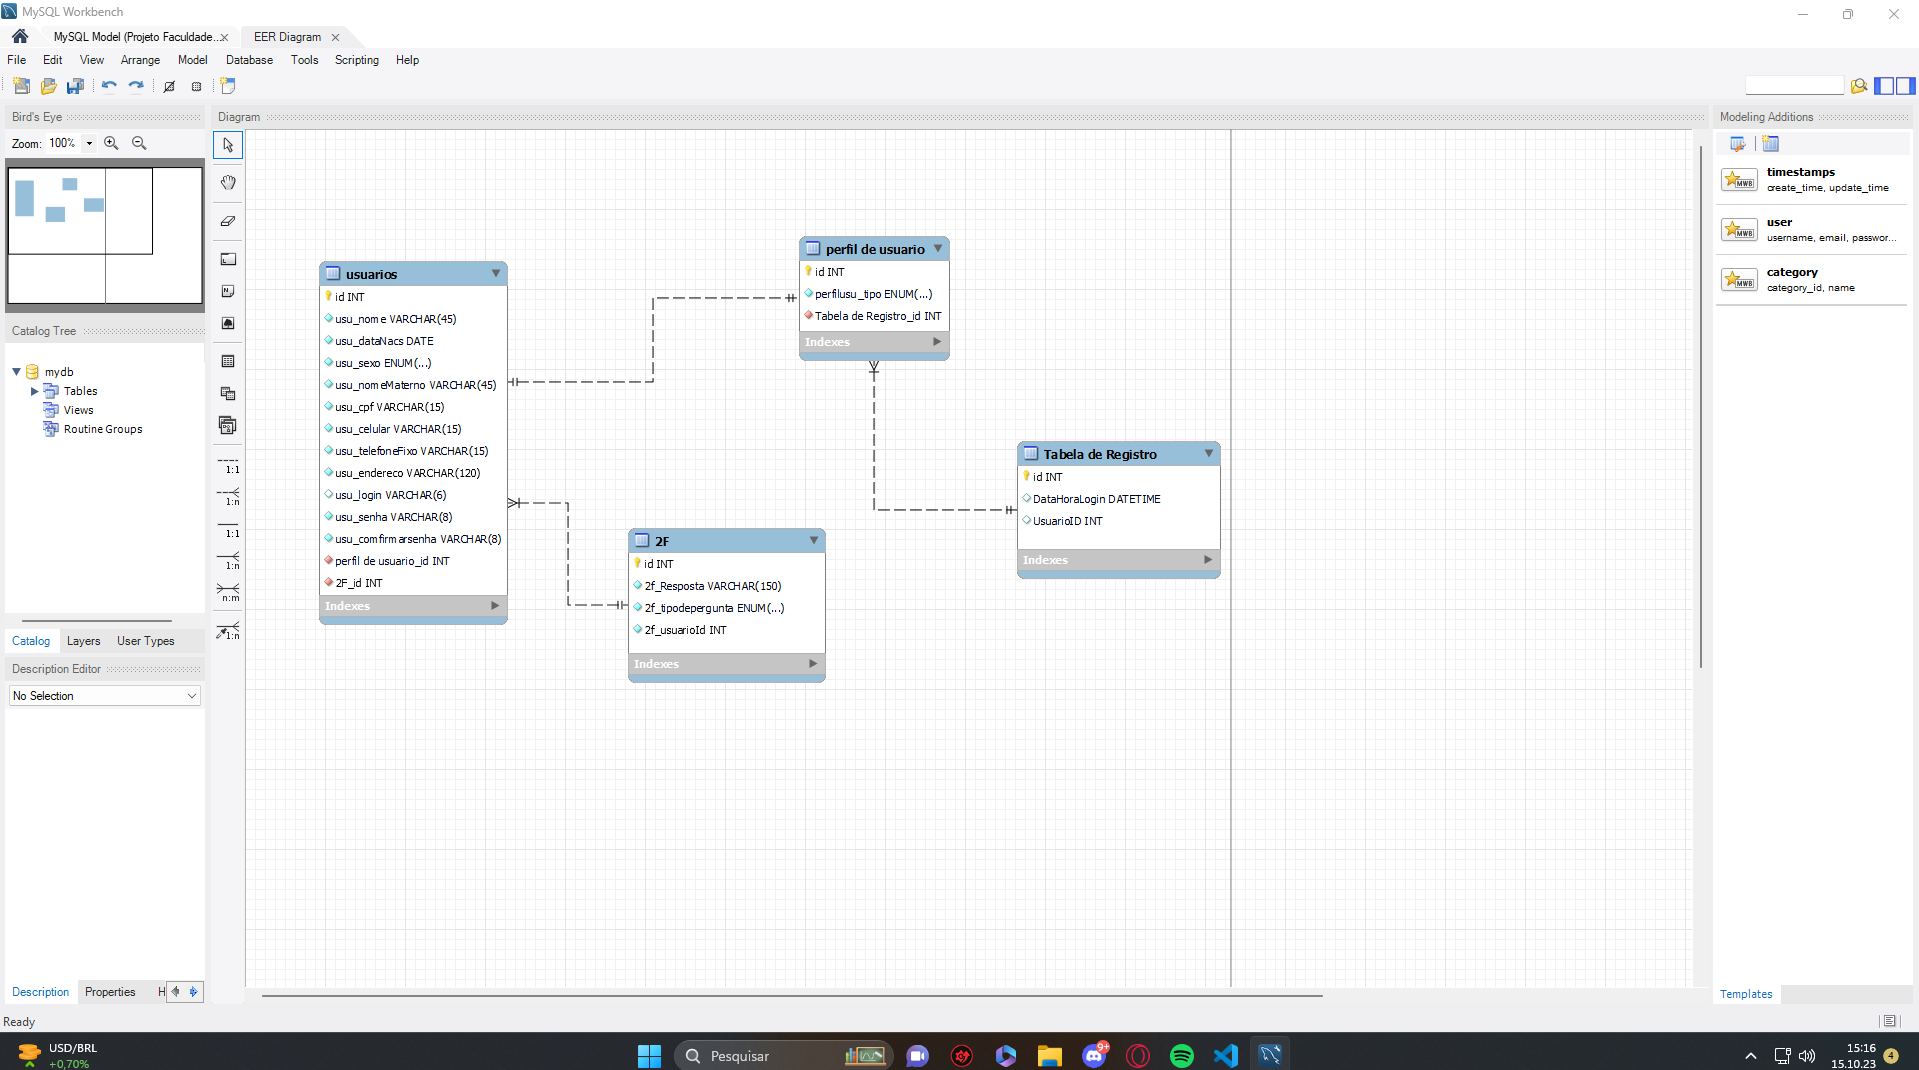 MySQL Workbench
MySQL Model (Projeto Faculdade...
EER Diagram
File Edit View Arrange Model Database Tools Scripting Help
Bird's Eye
Zoom: 100%
Catalog Tree
mydb
Tables
Views
Routine Groups
Catalog Layers User Types
Description Editor
No Selection
Description Properties H
Ready
Diagram
1:1
1:n
1:1
1:n
n:m
1:n
usuarios
id INT
usu_nome VARCHAR(45)
usu_dataNacs DATE
usu_sexo ENUM(...)
usu_nomeMaterno VARCHAR(45)
usu_cpf VARCHAR(15)
usu_celular VARCHAR(15)
usu_telefoneFixo VARCHAR(15)
usu_endereco VARCHAR(120)
usu_login VARCHAR(6)
usu_senha VARCHAR(8)
usu_comfirmarsenha VARCHAR(8)
perfil de usuario_id INT
2F_id INT
Indexes
perfil de usuario
id INT
perfilusu_tipo ENUM(...)
Tabela de Registro_id INT
Indexes
2F
id INT
2f_Resposta VARCHAR(150)
2f_tipodepergunta ENUM(...)
2f_usuarioId INT
Indexes
Tabela de Registro
id INT
DataHoraLogin DATETIME
UsuarioID INT
Indexes
Modeling Additions
MWB
timestamps
create_time, update_time
MWB
user
username, email, passwor...
MWB
category
category_id, name
Templates
USD/BRL
+0,70%
Pesquisar
9+
15:16
15.10.23
4